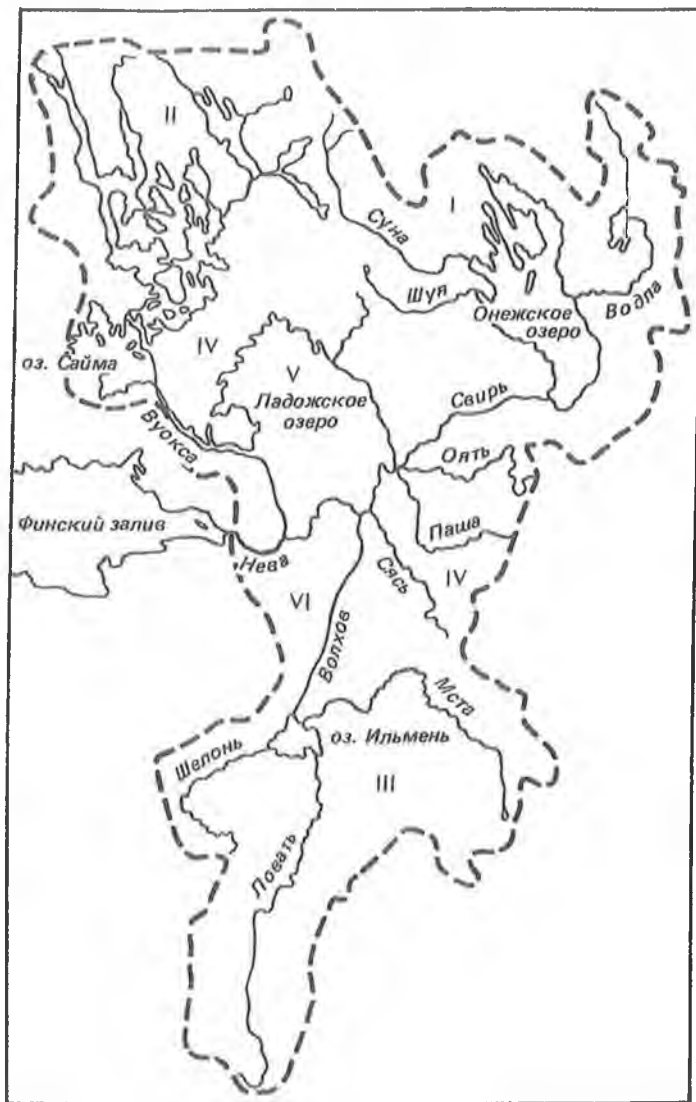 II
I
Суна
Шуя
Онежское
озеро
Водла
IV
оз. Сайма
V
Ладожское
озеро
Свирь
Вуокса
Оять
Финский залив
Паша
Нева
Сясь
IV
VI
Волхов
Мста
Шелонь
оз. Ильмень
III
Ловать